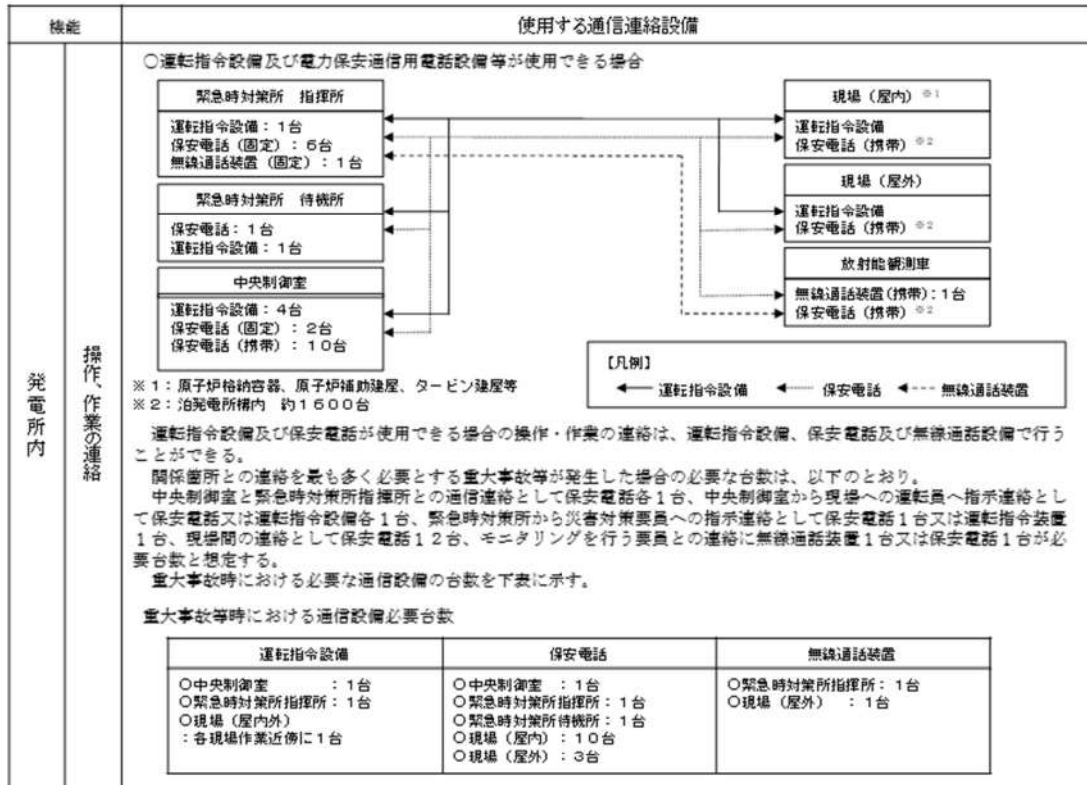 機能
使用する通信連絡設備
発電所内
操作、作業の連絡
○運転指令設備及び電力保安通信用電話設備等が使用できる場合
緊急時対策所 指揮所
運転指令設備：1台
保安電話（固定）：5台
無線通話装置（固定）：1台
緊急時対策所 待機所
保安電話：1台
運転指令設備：1台
中央制御室
運転指令設備：4台
保安電話（固定）：2台
保安電話（携帯）：10台
現場（屋内）※1
運転指令設備
保安電話（携帯）※2
現場（屋外）
運転指令設備
保安電話（携帯）※2
放射能観測車
無線通話装置（携帯）：1台
保安電話（携帯）※2
【凡例】
運転指令設備 保安電話 無線通話装置
※1：原子炉格納容器、原子炉補助建屋、タービン建屋等
※2：泊発電所構内 約1600台
運転指令設備及び保安電話が使用できる場合の操作・作業の連絡は、運転指令設備、保安電話及び無線通話設備で行う
ことができる。
関係箇所との連絡を最も多く必要とする重大事故等が発生した場合の必要な台数は、以下のとおり。
中央制御室と緊急時対策所指揮所との通信連絡として保安電話各1台、中央制御室から現場への運転員へ指示連絡とし
て保安電話又は運転指令設備各1台、緊急時対策所から災害対策要員への指示連絡として保安電話1台又は運転指令装置
1台、現場間の連絡として保安電話12台、モニタリングを行う要員との連絡に無線通話装置1台又は保安電話1台が必
要台数と想定する。
重大事故時における必要な通信設備の台数を下表に示す。
重大事故等時における通信設備必要台数
運転指令設備
保安電話
無線通話装置
○中央制御室 ：1台
○緊急時対策所指揮所：1台
○現場（屋内外）
：各現場作業近傍に1台
○中央制御室 ：1台
○緊急時対策所指揮所：1台
○緊急時対策所待機所：1台
○現場（屋内）：10台
○現場（屋外）：3台
○緊急時対策所指揮所：1台
○現場（屋外） ：1台